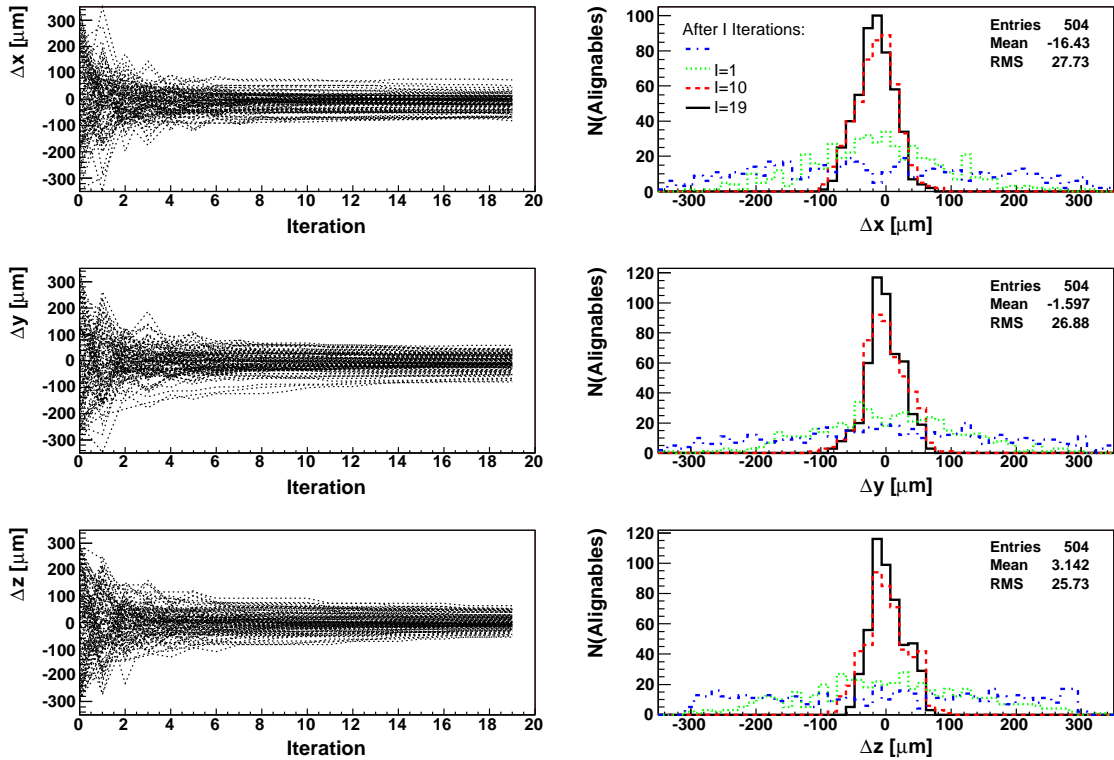 Δx [μm]
300
200
100
0
-100
-200
-300
0 2 4 6 8 10 12 14 16 18 20
Iteration
N(Alignables)
100
80
60
40
20
0
After I Iterations:
I=1
I=10
I=19
Entries 504
Mean -16.43
RMS 27.73
-300 -200 -100 0 100 200 300
Δx [μm]
Δy [μm]
300
200
100
0
-100
-200
-300
0 2 4 6 8 10 12 14 16 18 20
Iteration
N(Alignables)
120
100
80
60
40
20
0
Entries 504
Mean -1.597
RMS 26.88
-300 -200 -100 0 100 200 300
Δy [μm]
Δz [μm]
300
200
100
0
-100
-200
-300
0 2 4 6 8 10 12 14 16 18 20
Iteration
N(Alignables)
120
100
80
60
40
20
0
Entries 504
Mean 3.142
RMS 25.73
-300 -200 -100 0 100 200 300
Δz [μm]